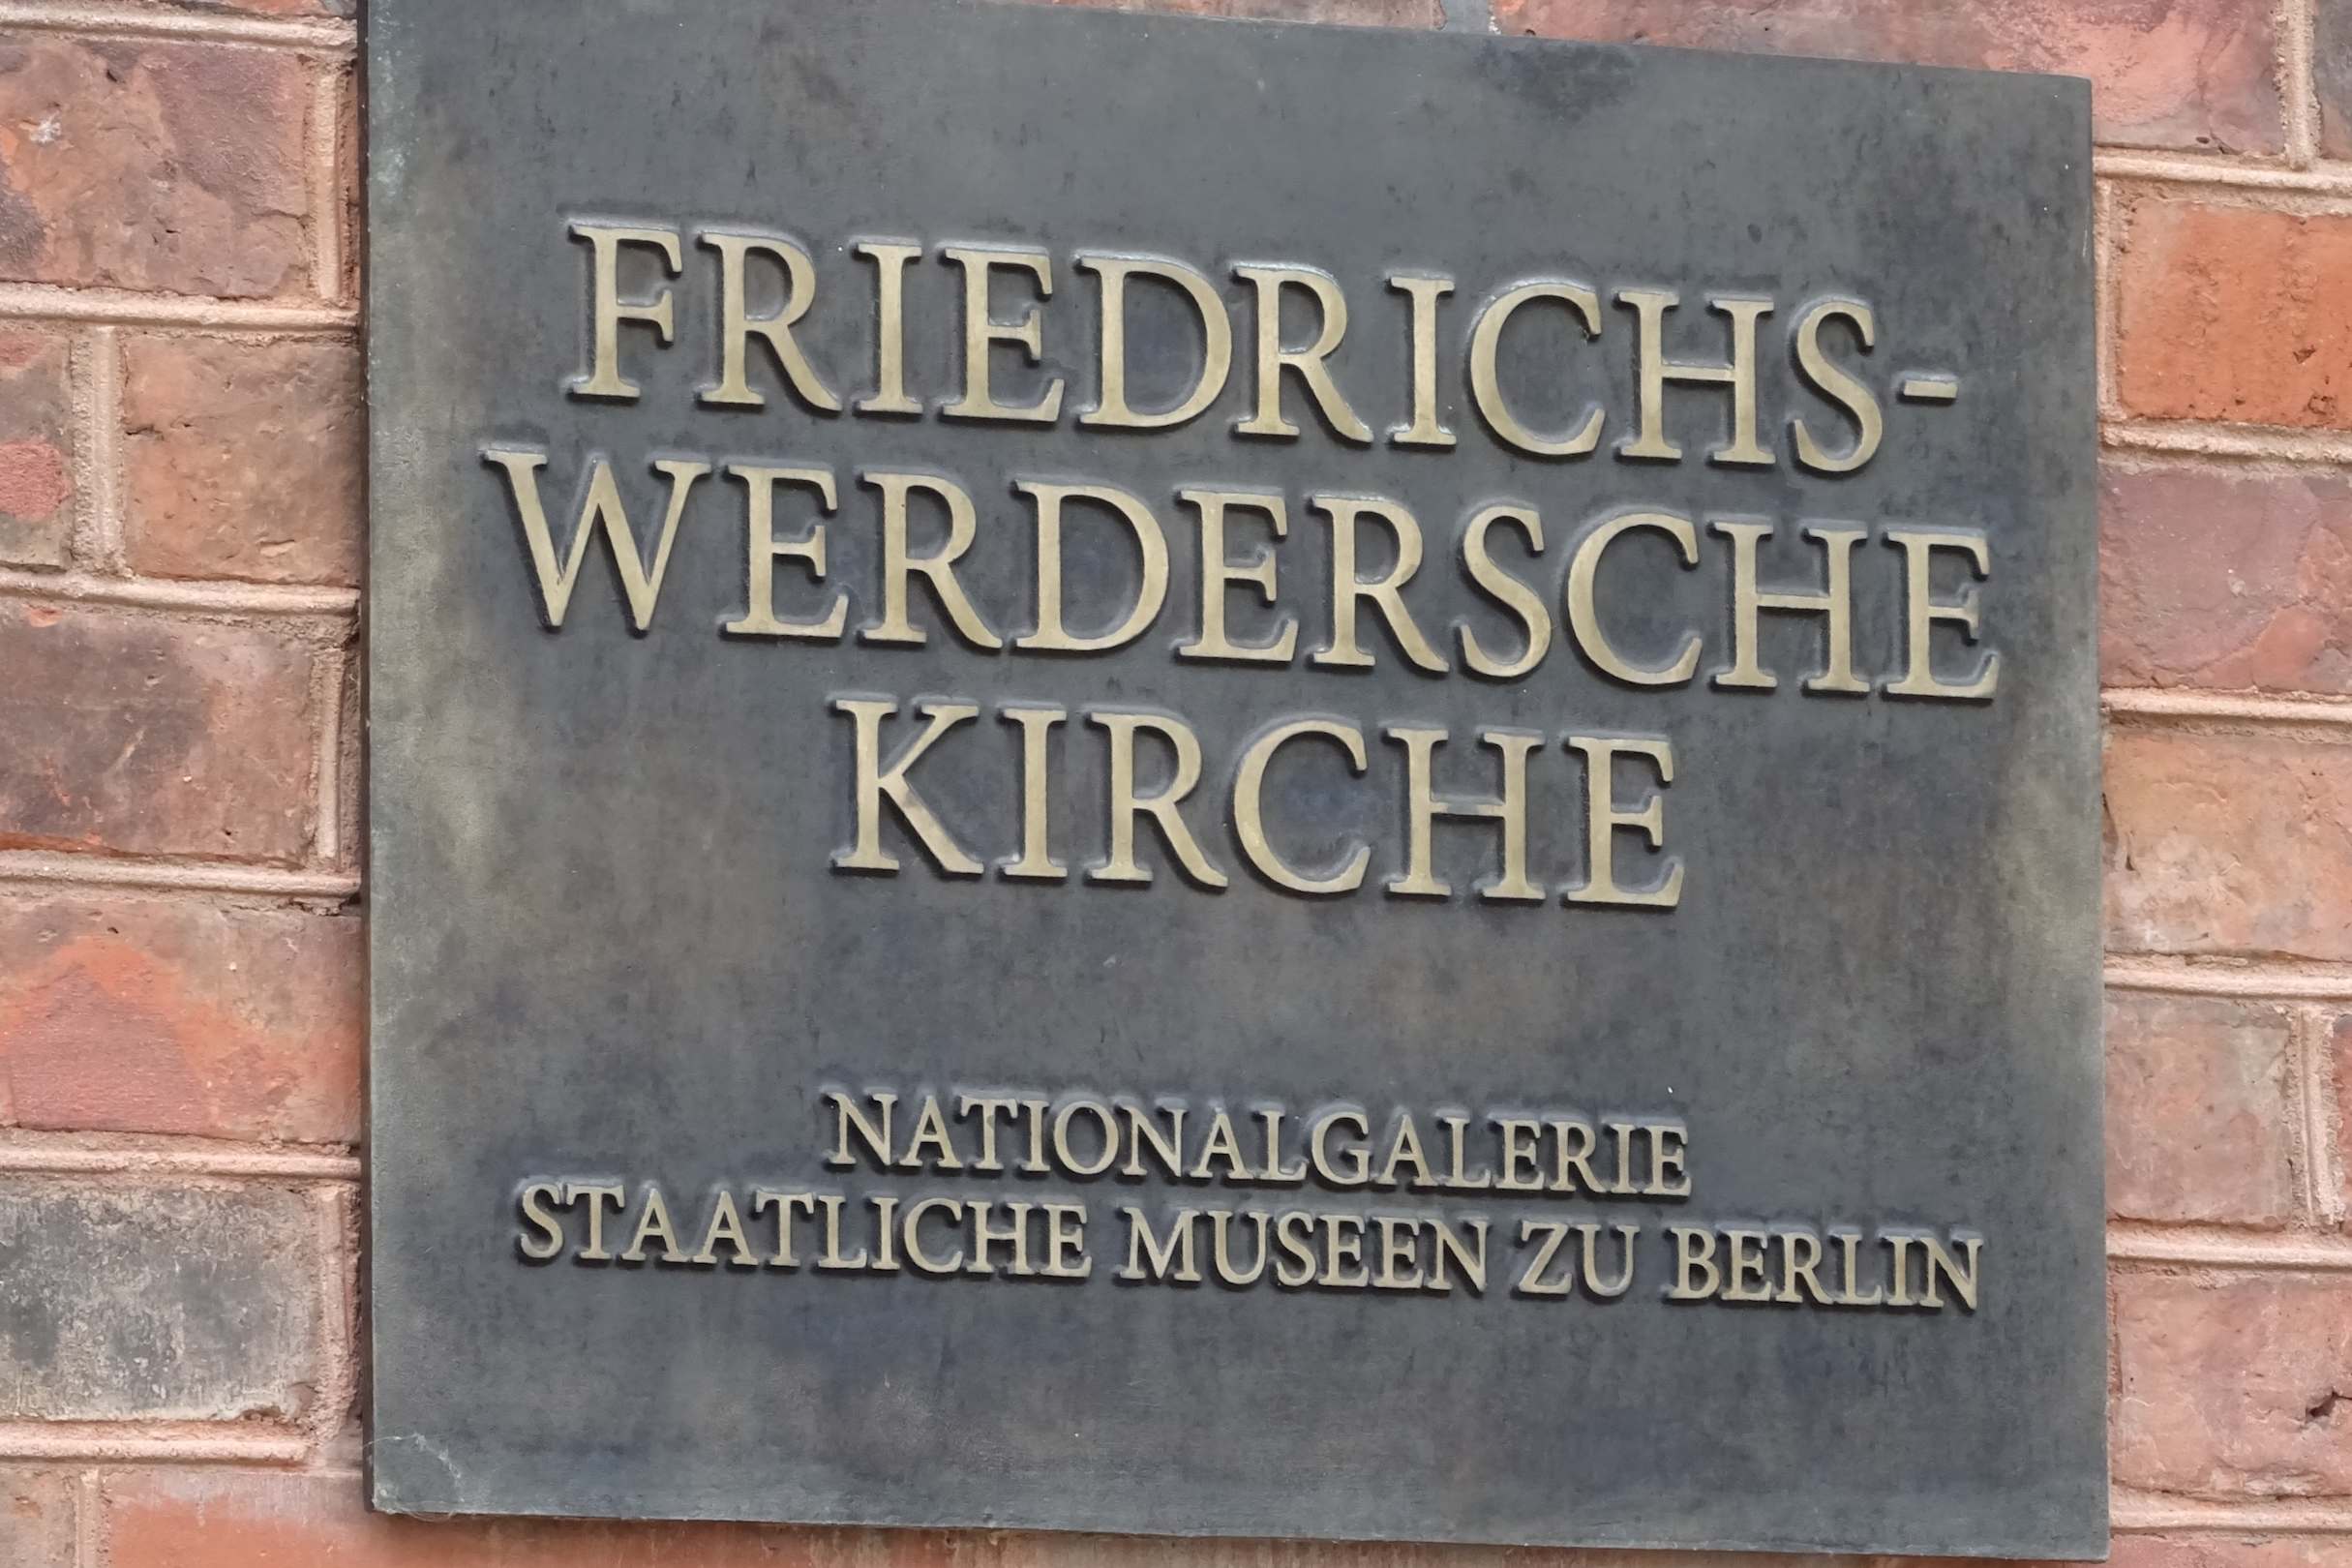 FRIEDRICHS-
WERDERSCHE
KIRCHE
NATIONALGALERIE
STAATLICHE MUSEEN ZU BERLIN